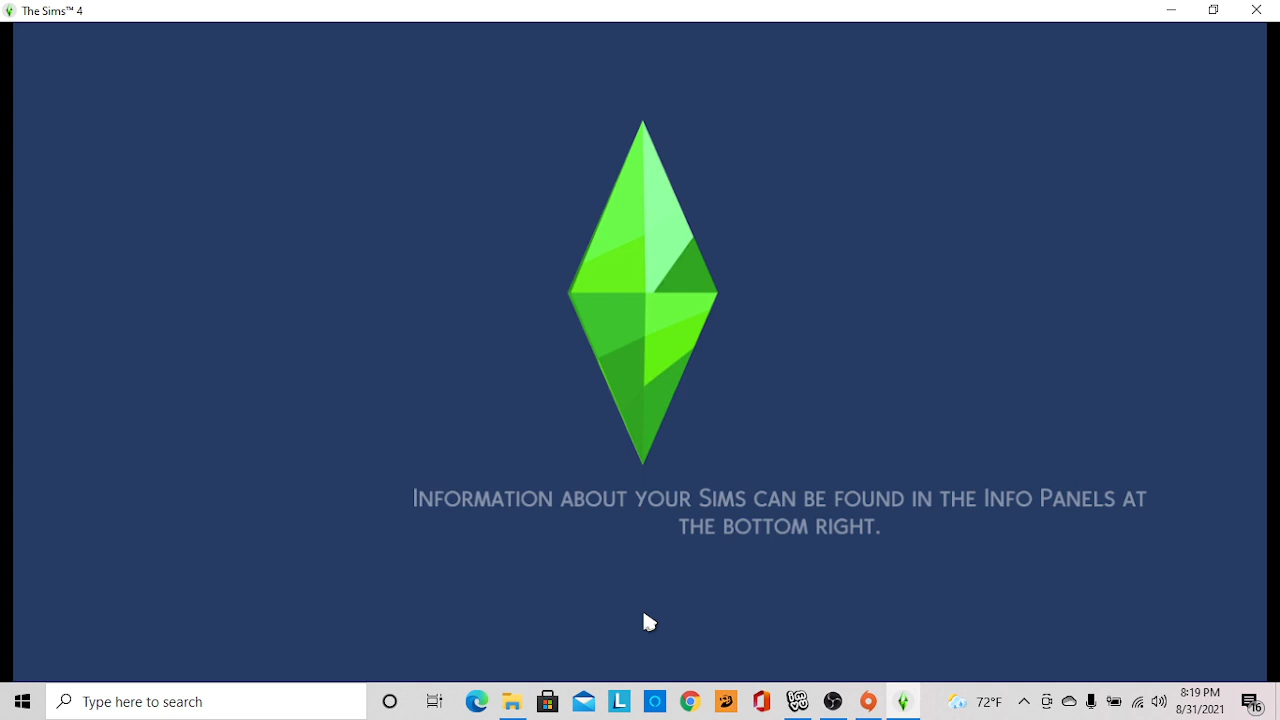 The Sims™ 4
Information about your Sims can be found in the Info Panels at
the bottom right.
Type here to search
L
72°F
8:19 PM
8/31/2021
16